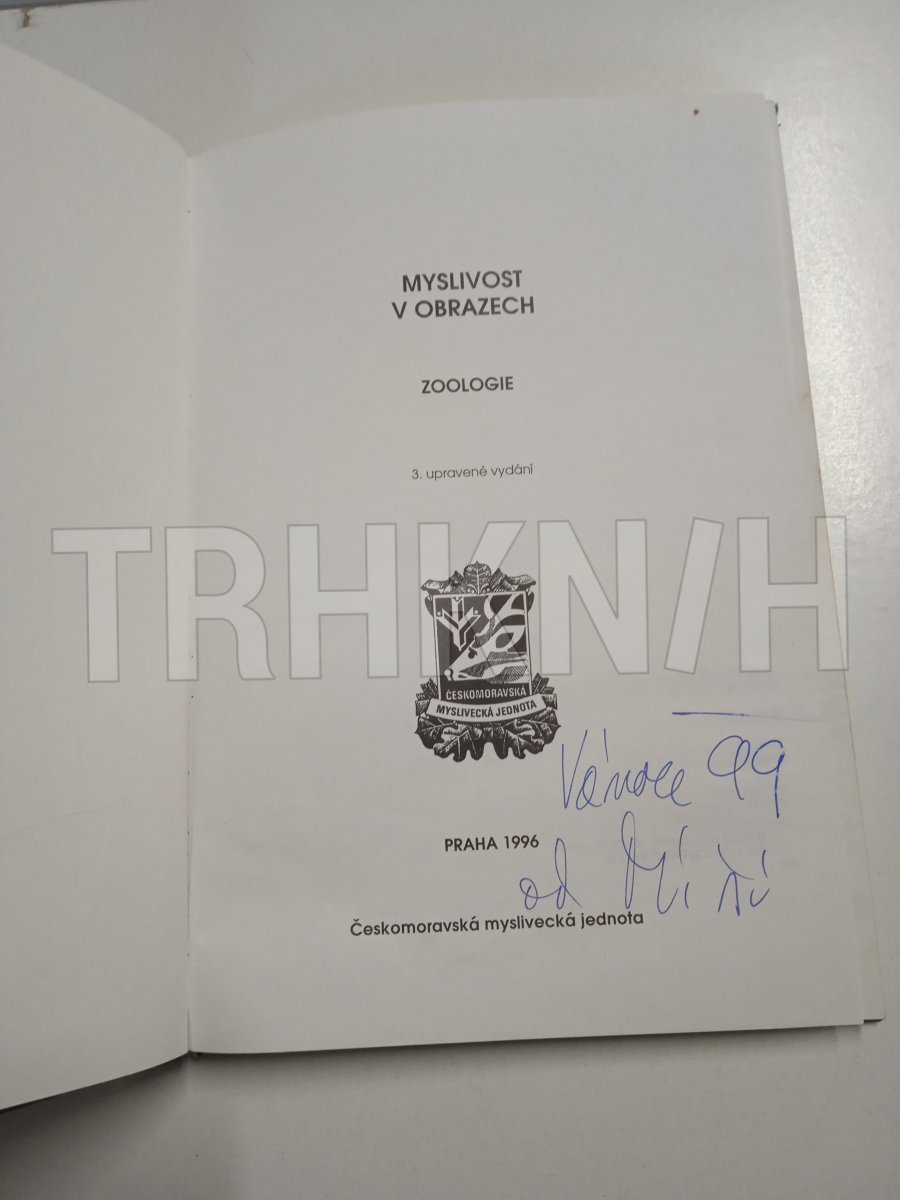 MYSLIVOST
V OBRAZECH
ZOOLOGIE
3. upravené vydání
TRHKNIH
ČESKOMORAVSKÁ
MYSLIVECKÁ JEDNOTA
Vánoce 99
PRAHA 1996
od
Českomoravská myslivecká jednota